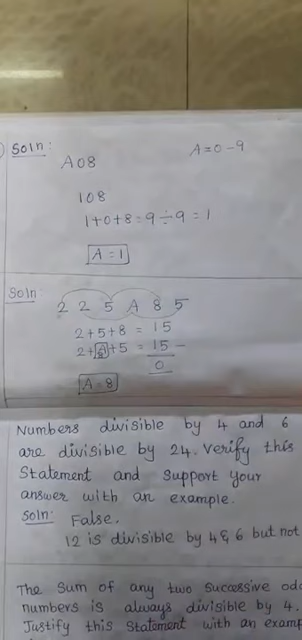 Soln:
A=0-9
A08
108
1+0+8=9÷9=1
A=1
Soln:
2 2 5 A 8 5
2+5+8 = 15
2+A+5 = 15 -
0
A=8
Numbers divisible by 4 and 6
are divisible by 24. Verify this
Statement and Support your
answer with an example.
Soln: False.
12 is divisible by 4 & 6 but not
The Sum of any two Successive odd
numbers is always divisible by 4.
Justify this Statement with an examp